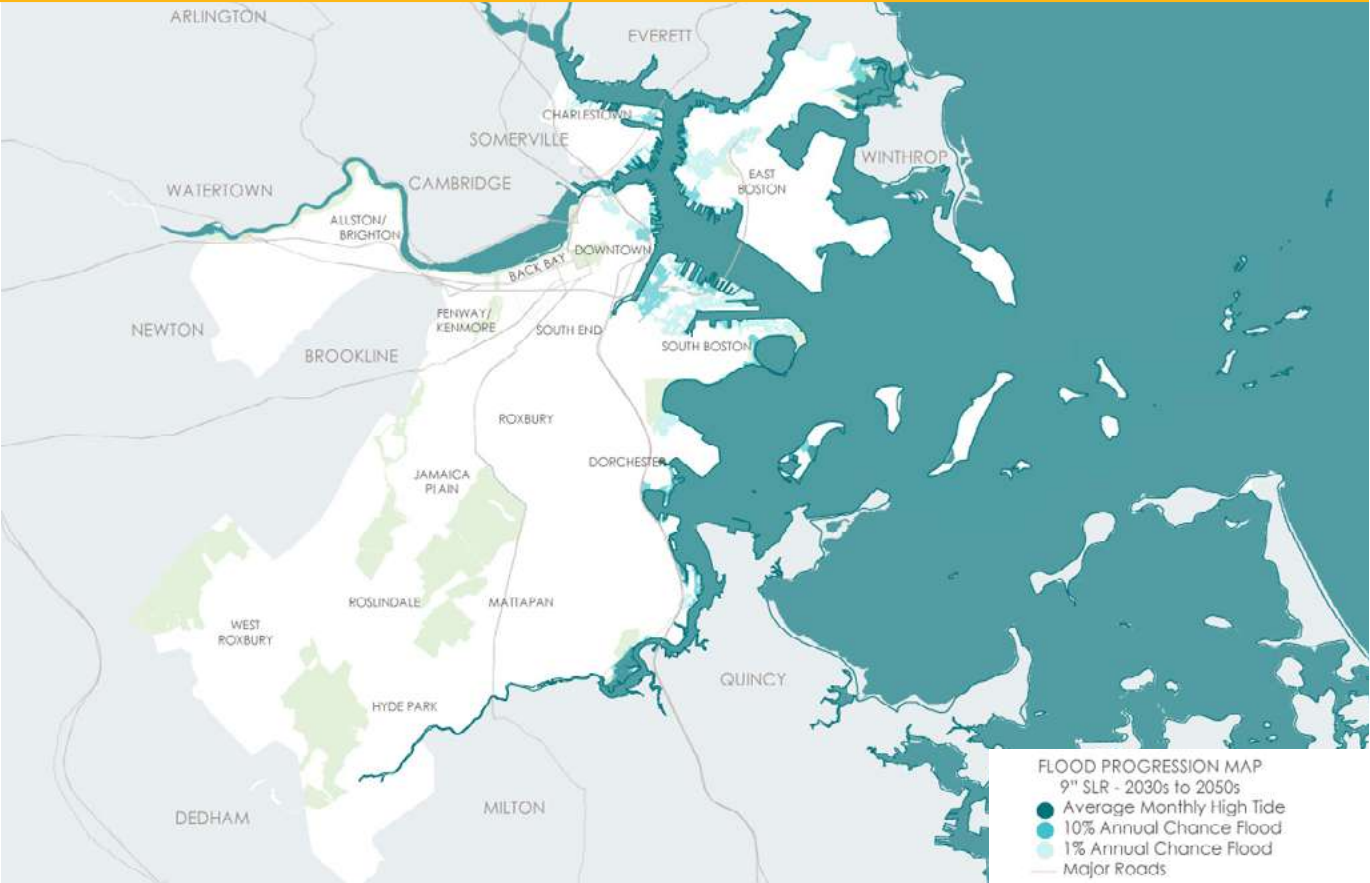 ARLINGTON
EVERETT
CHARLESTOWN
SOMERVILLE
WINTHROP
EAST
BOSTON
WATERTOWN
CAMBRIDGE
ALLSTON/
BRIGHTON
DOWNTOWN
BACK BAY
NEWTON
FENWAY/
KENMORE
SOUTH END
BROOKLINE
SOUTH BOSTON
ROXBURY
DORCHESTER
JAMAICA
PLAIN
ROSLINDALE
MATTAPAN
WEST
ROXBURY
QUINCY
HYDE PARK
DEDHAM
MILTON
FLOOD PROGRESSION MAP
9" SLR - 2030s to 2050s
Average Monthly High Tide
10% Annual Chance Flood
1% Annual Chance Flood
Major Roads